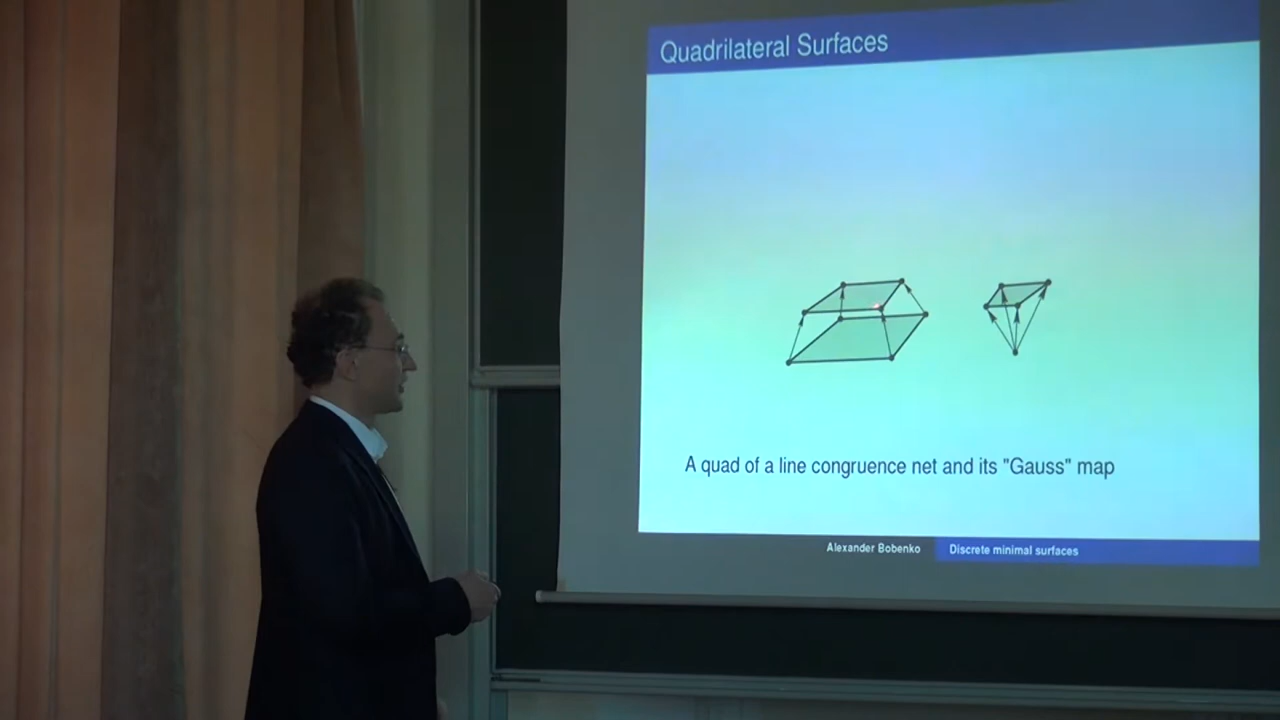 Quadrilateral Surfaces
A quad of a line congruence net and its "Gauss" map
Alexander Bobenko
Discrete minimal surfaces